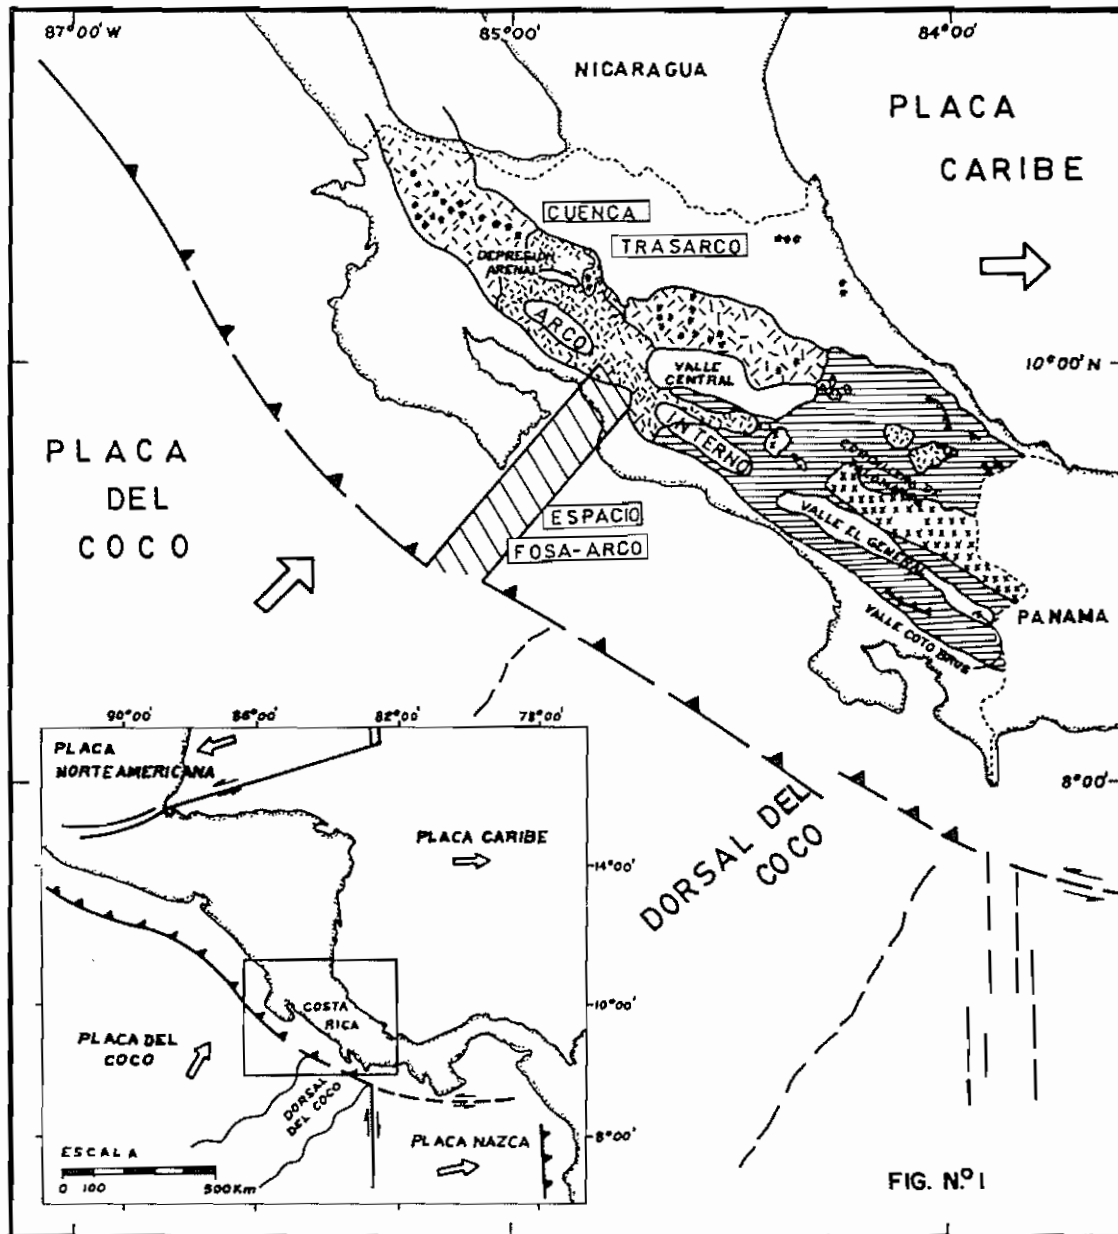 87°00' W
85°00'
84°00'
NICARAGUA
PLACA
CARIBE
CUENCA
TRASARCO
DEPRESION
ARENAL
ARCO
VALLE
CENTRAL
10°00' N
INTERNO
PLACA
DEL
COCO
CORDILLERA DE
TALAMANCA
VALLE EL GENERAL
ESPACIO
FOSA-ARCO
PANAMA
VALLE COTO BRUS
8°00'
DORSAL DEL
COCO
90°00'
86°00'
82°00'
78°00'
PLACA
NORTEAMERICANA
PLACA CARIBE
14°00'
COSTA
RICA
10°00'
PLACA DEL
COCO
DORSAL
DEL COCO
PLACA NAZCA
8°00'
ESCALA
0 100 500Km
FIG. N.º 1